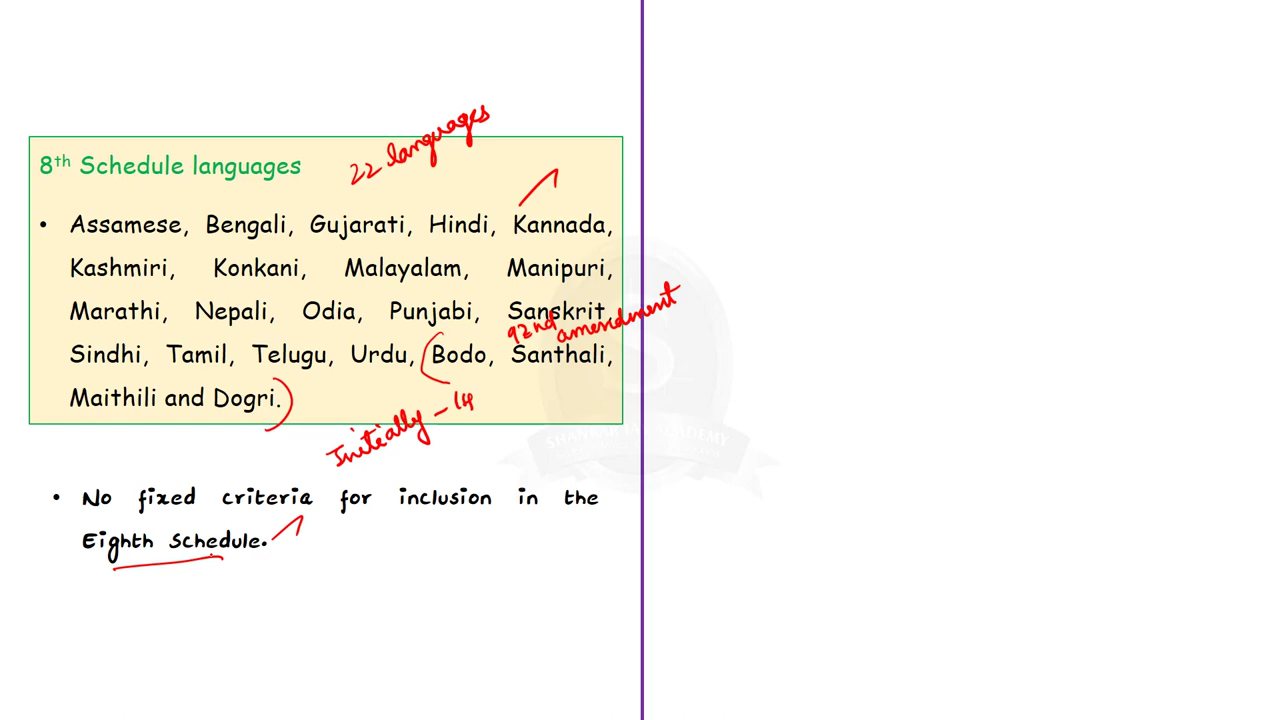 22 languages
8th Schedule languages
• Assamese, Bengali, Gujarati, Hindi, Kannada,
Kashmiri, Konkani, Malayalam, Manipuri,
Marathi, Nepali, Odia, Punjabi, Sanskrit,
92nd amendment
Sindhi, Tamil, Telugu, Urdu, Bodo, Santhali,
Maithili and Dogri.
Initially - 14
• No fixed criteria for inclusion in the
Eighth Schedule.